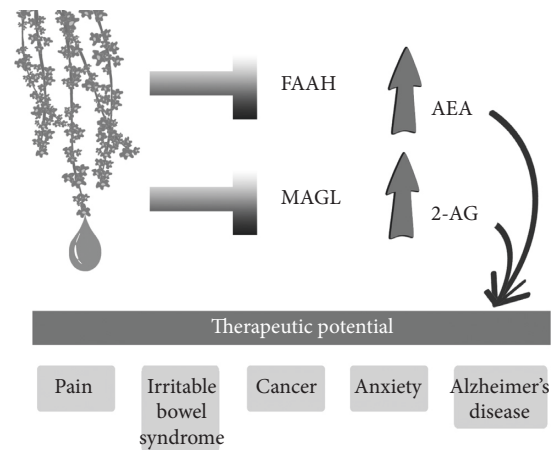 FAAH
AEA
MAGL
2-AG
Therapeutic potential
Pain
Irritable
bowel
syndrome
Cancer
Anxiety
Alzheimer's
disease